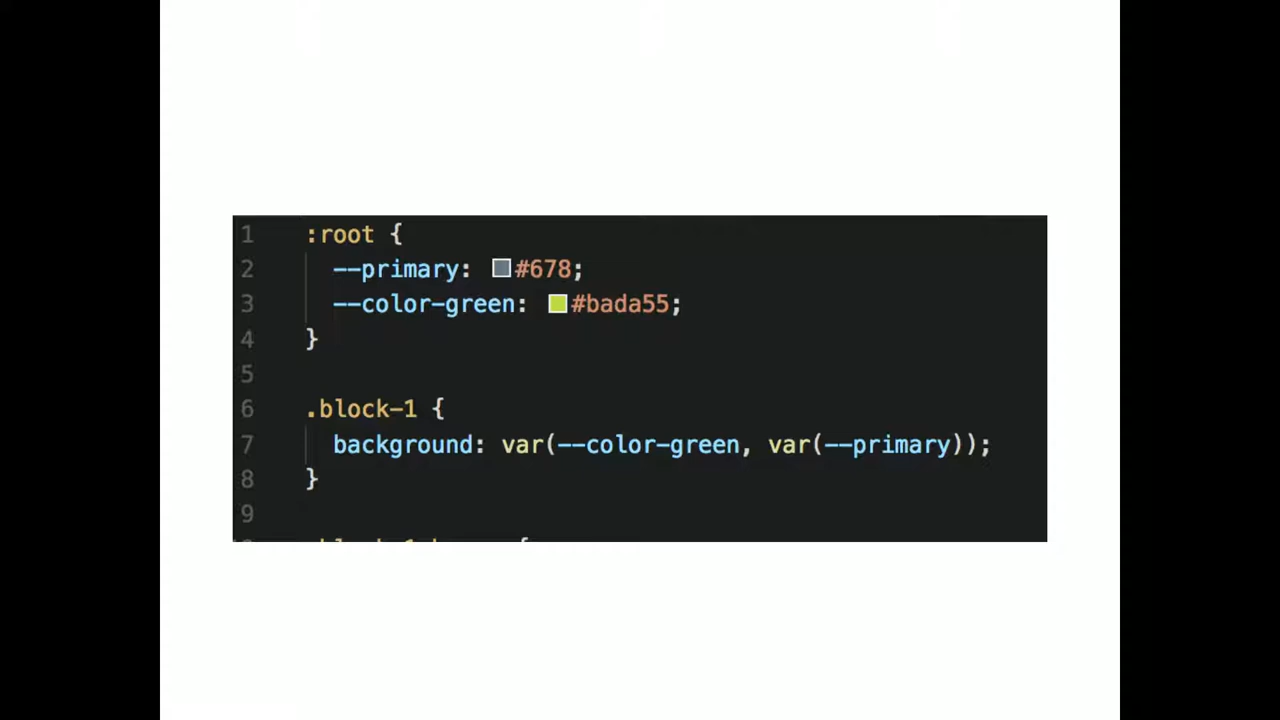 1 :root {
2 --primary: #678;
3 --color-green: #bada55;
4 }
5
6 .block-1 {
7 background: var(--color-green, var(--primary));
8 }
9